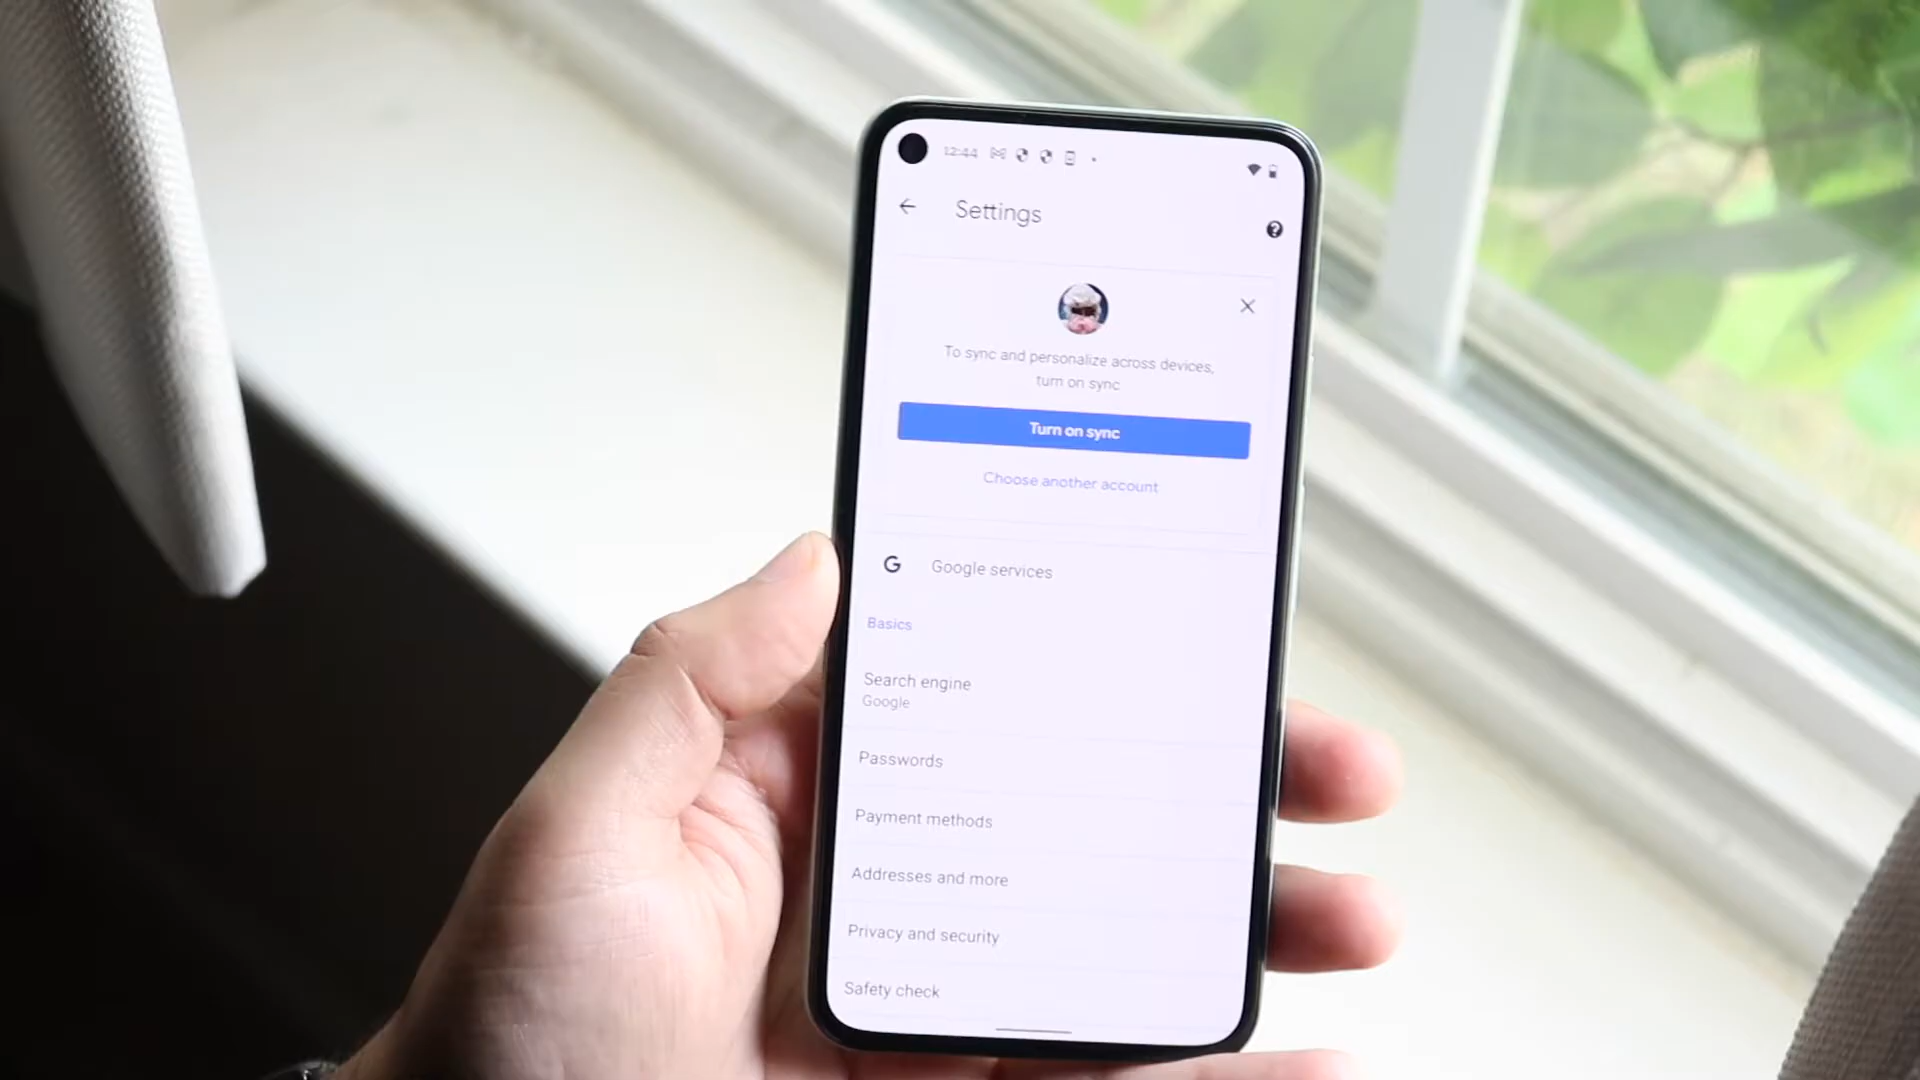 12:44
Settings
To sync and personalize across devices,
turn on sync
Turn on sync
Choose another account
G Google services
Basics
Search engine
Google
Passwords
Payment methods
Addresses and more
Privacy and security
Safety check